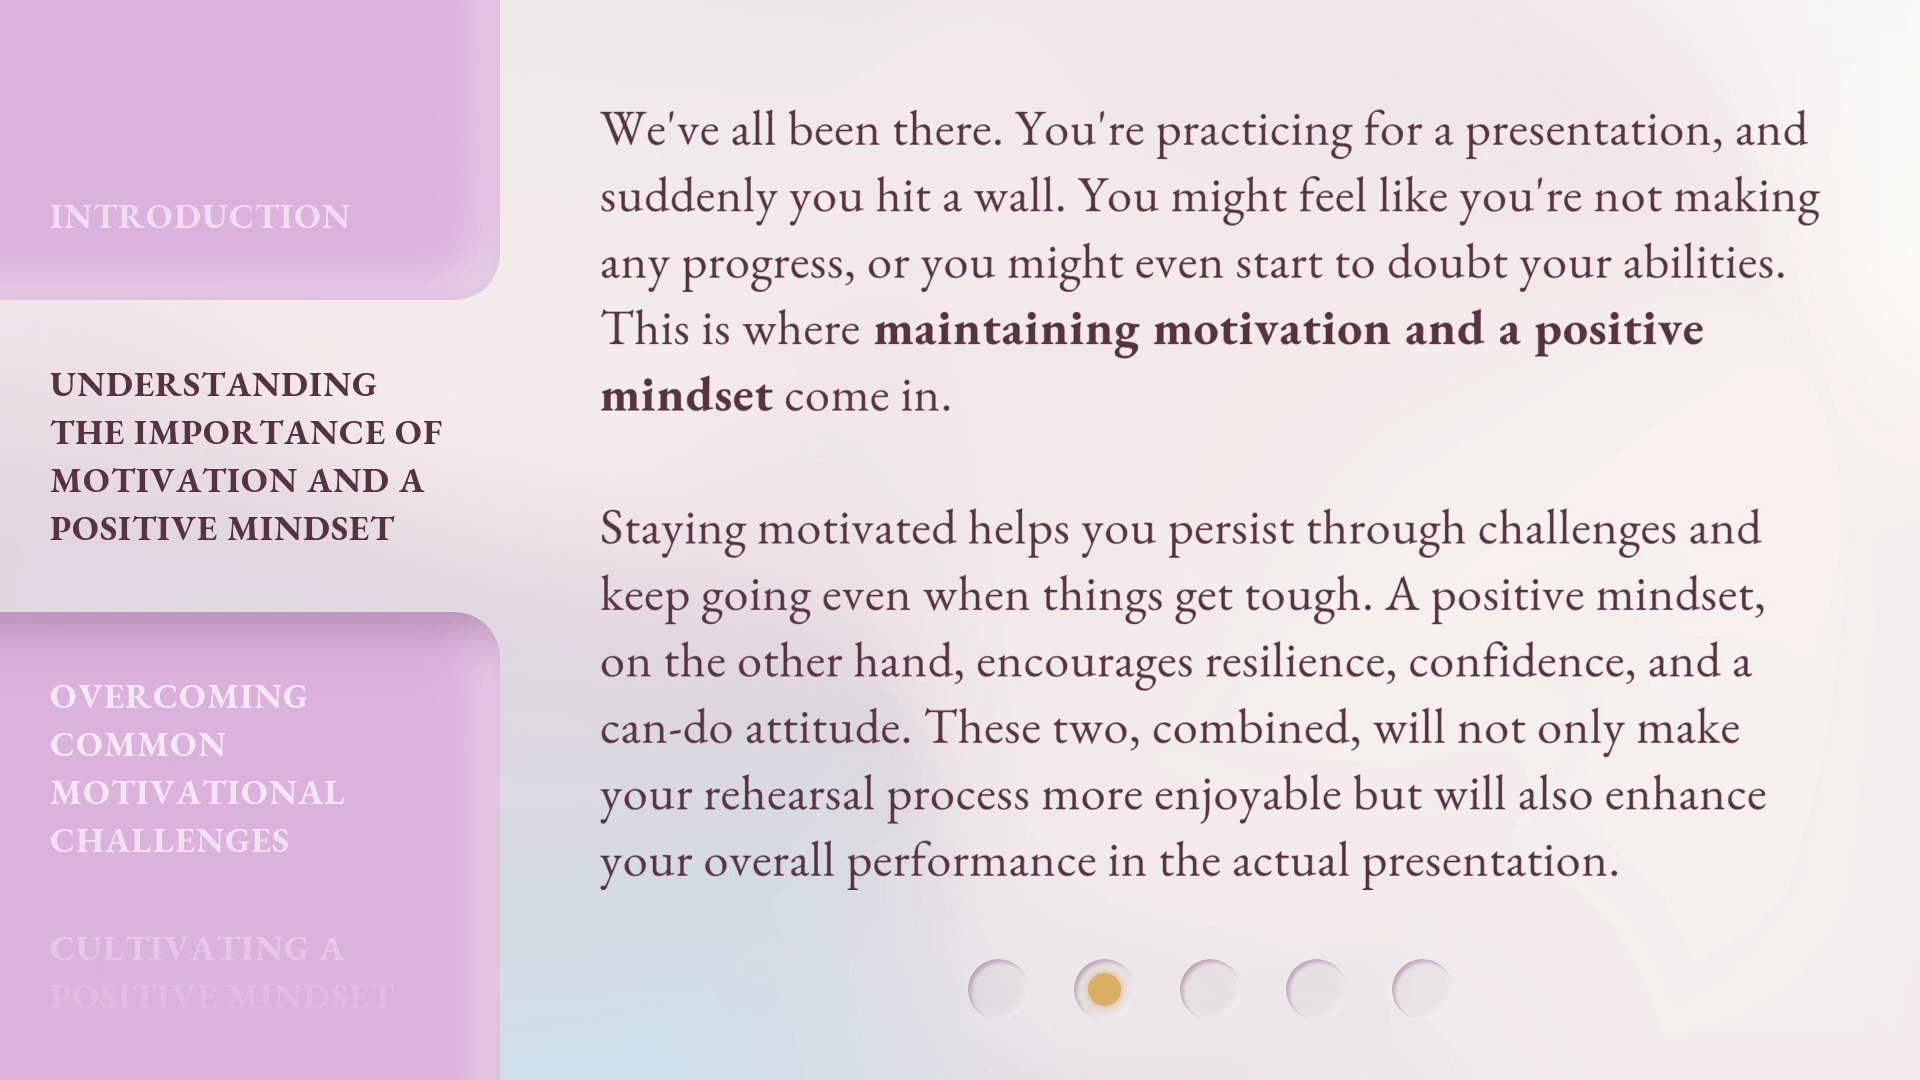 INTRODUCTION
UNDERSTANDING
THE IMPORTANCE OF
MOTIVATION AND A
POSITIVE MINDSET
OVERCOMING
COMMON
MOTIVATIONAL
CHALLENGES
CULTIVATING A
POSITIVE MINDSET
We've all been there. You're practicing for a presentation, and
suddenly you hit a wall. You might feel like you're not making
any progress, or you might even start to doubt your abilities.
This is where maintaining motivation and a positive
mindset come in.
Staying motivated helps you persist through challenges and
keep going even when things get tough. A positive mindset,
on the other hand, encourages resilience, confidence, and a
can-do attitude. These two, combined, will not only make
your rehearsal process more enjoyable but will also enhance
your overall performance in the actual presentation.